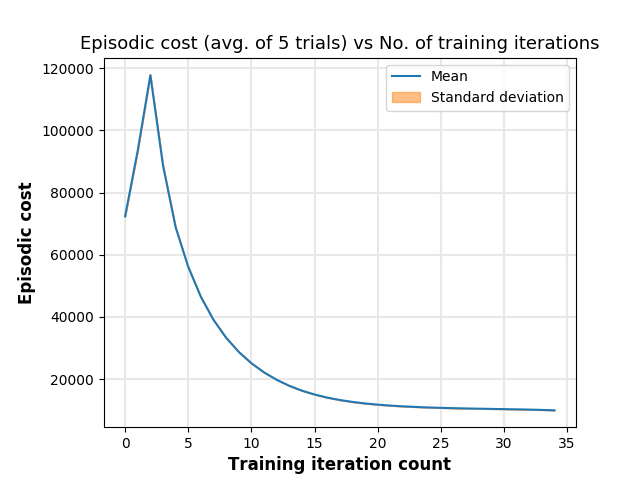 Episodic cost (avg. of 5 trials) vs No. of training iterations
Mean
Standard deviation
120000
100000
80000
60000
40000
20000
Episodic cost
0 5 10 15 20 25 30 35
Training iteration count